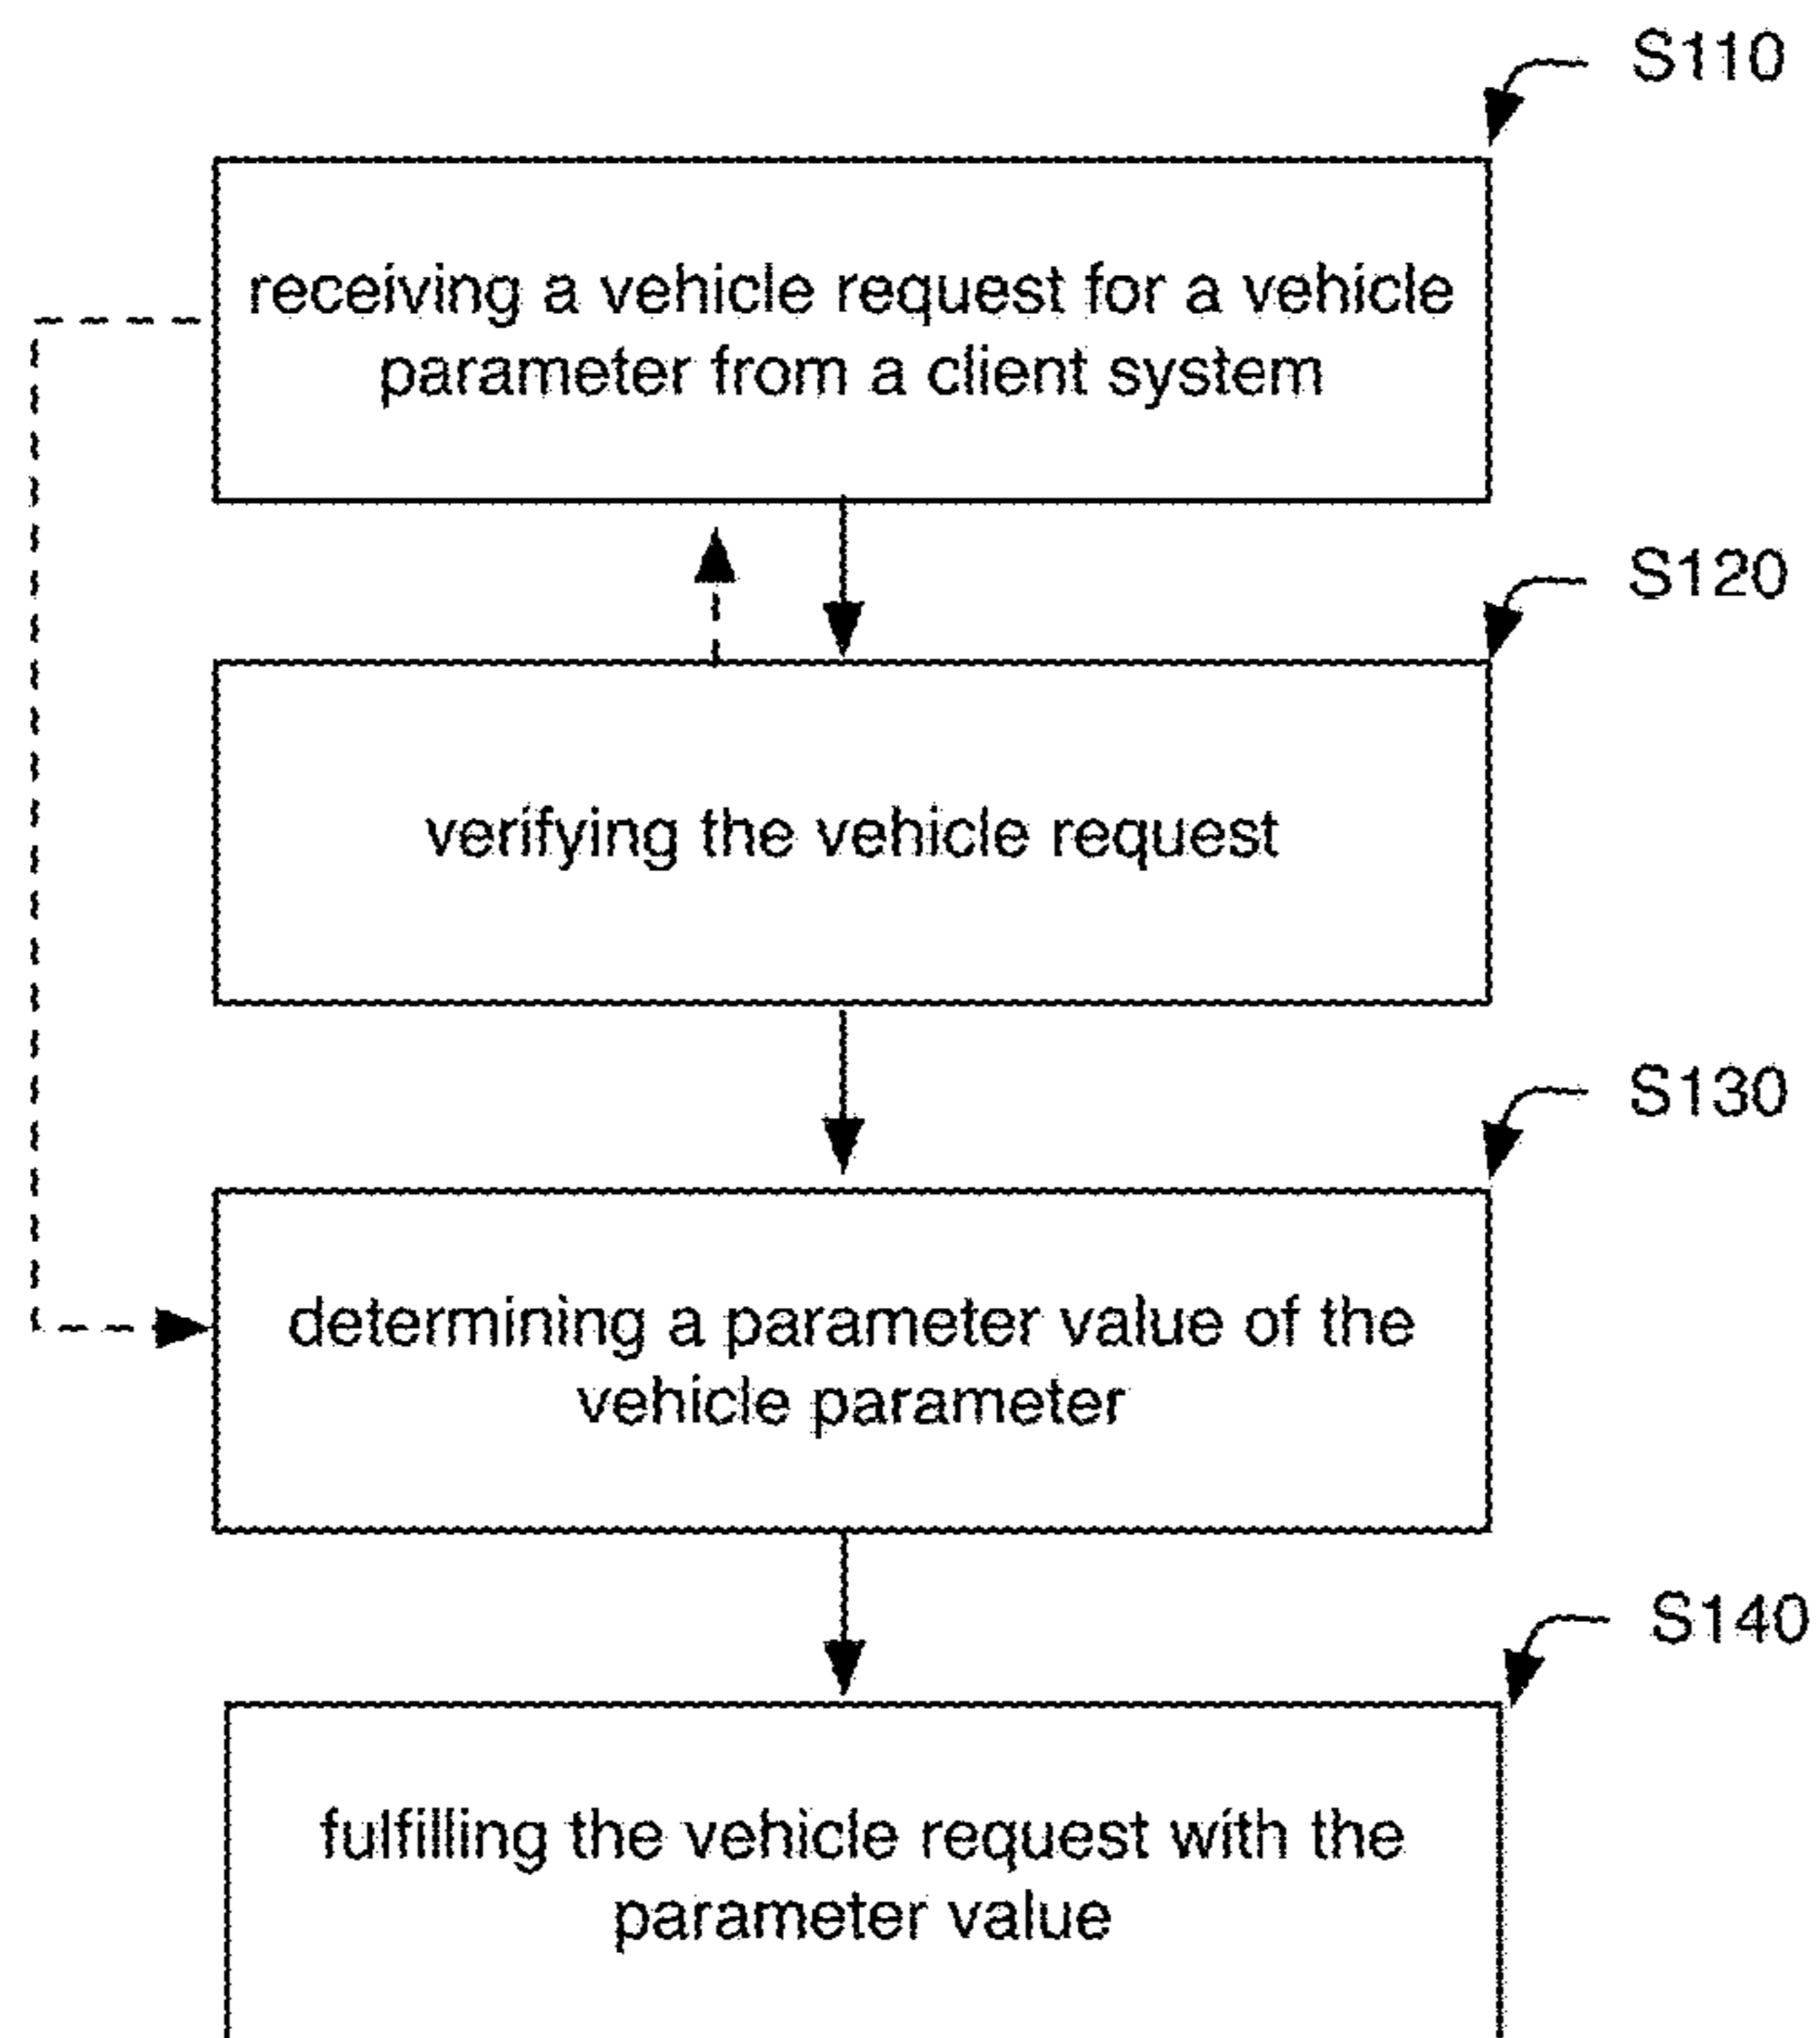 S110
receiving a vehicle request for a vehicle
parameter from a client system
S120
verifying the vehicle request
S130
determining a parameter value of the
vehicle parameter
S140
fulfilling the vehicle request with the
parameter value